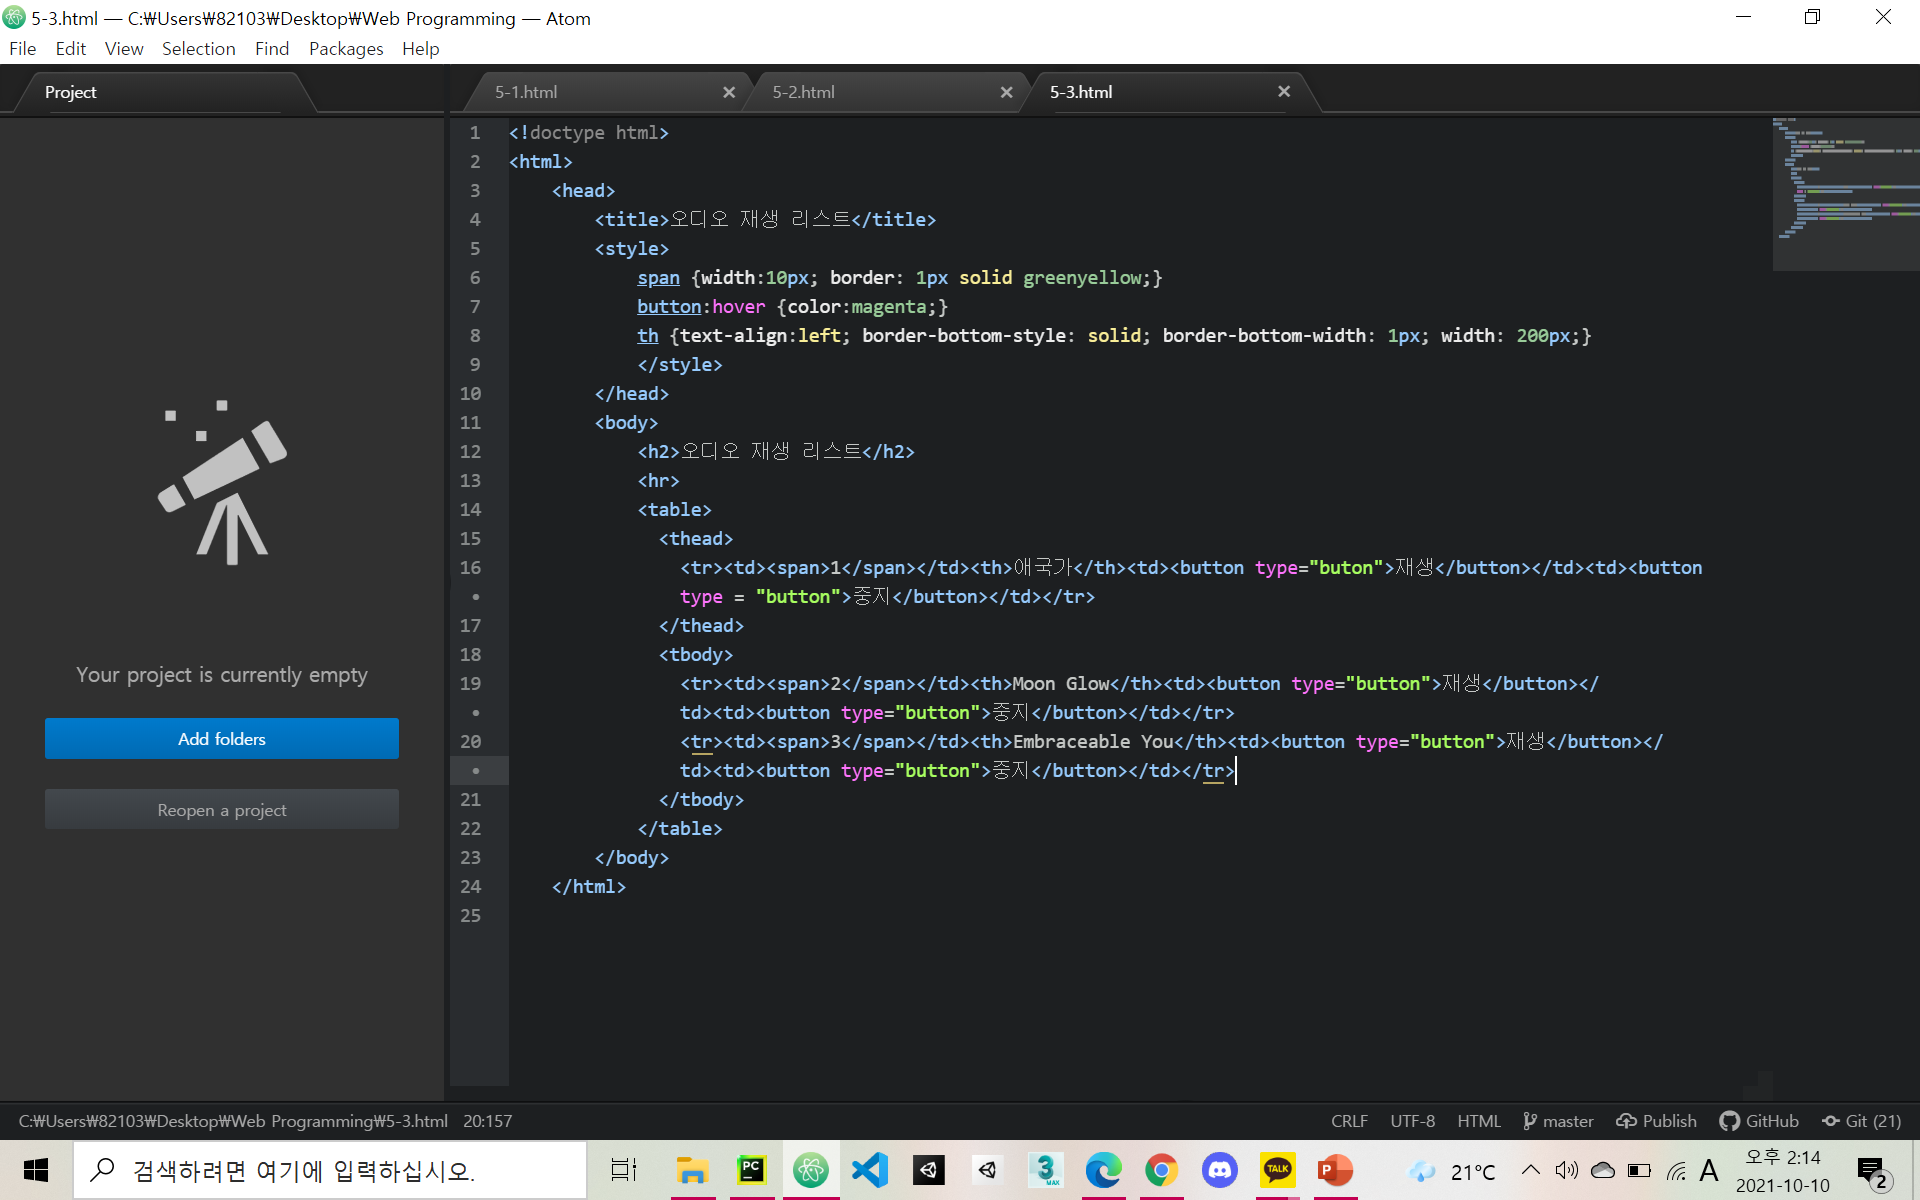 5-3.html — C:₩Users₩82103₩Desktop₩Web Programming — Atom
File Edit View Selection Find Packages Help
Project
5-1.html
5-2.html
5-3.html
1 <!doctype html>
2 <html>
3 <head>
4 <title>오디오 재생 리스트</title>
5 <style>
6 span {width:10px; border: 1px solid greenyellow;}
7 button:hover {color:magenta;}
8 th {text-align:left; border-bottom-style: solid; border-bottom-width: 1px; width: 200px;}
9 </style>
10 </head>
11 <body>
12 <h2>오디오 재생 리스트</h2>
13 <hr>
14 <table>
15 <thead>
16 <tr><td><span>1</span></td><th>애국가</th><td><button type="buton">재생</button></td><td><button
• type = "button">중지</button></td></tr>
17 </thead>
18 <tbody>
19 <tr><td><span>2</span></td><th>Moon Glow</th><td><button type="button">재생</button></
• td><td><button type="button">중지</button></td></tr>
20 <tr><td><span>3</span></td><th>Embraceable You</th><td><button type="button">재생</button></
• td><td><button type="button">중지</button></td></tr>
21 </tbody>
22 </table>
23 </body>
24 </html>
25
Your project is currently empty
Add folders
Reopen a project
C:₩Users₩82103₩Desktop₩Web Programming₩5-3.html 20:157
CRLF UTF-8 HTML master Publish GitHub Git (21)
검색하려면 여기에 입력하십시오.
PC
3
MAX
TALK
P
21°C
A
오후 2:14
2021-10-10
2